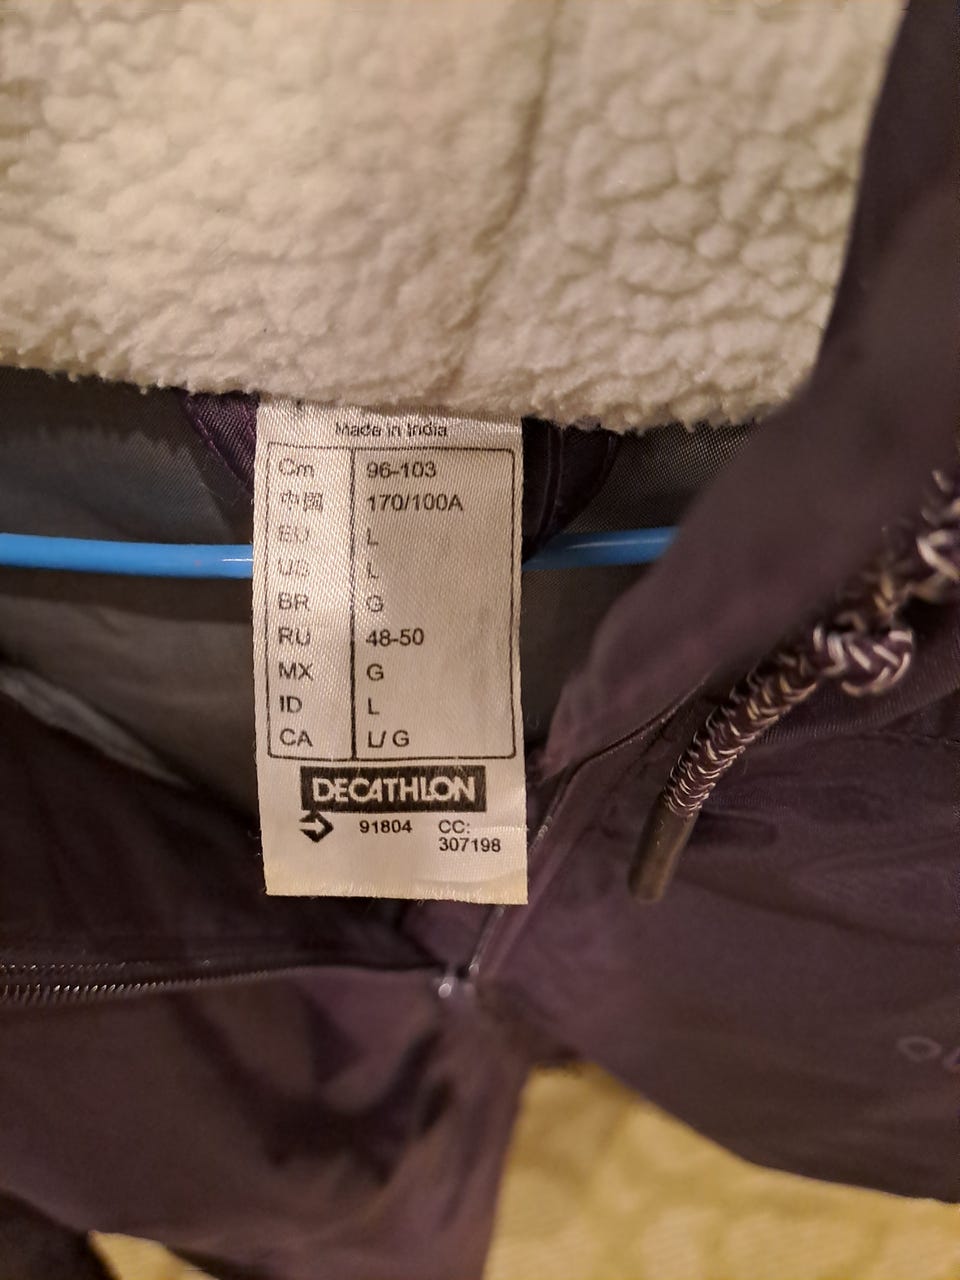 Made in India
Cm 96-103
中国 170/100A
EU L
US L
BR G
RU 48-50
MX G
ID L
CA L/G
DECATHLON
91804 CC:
307198